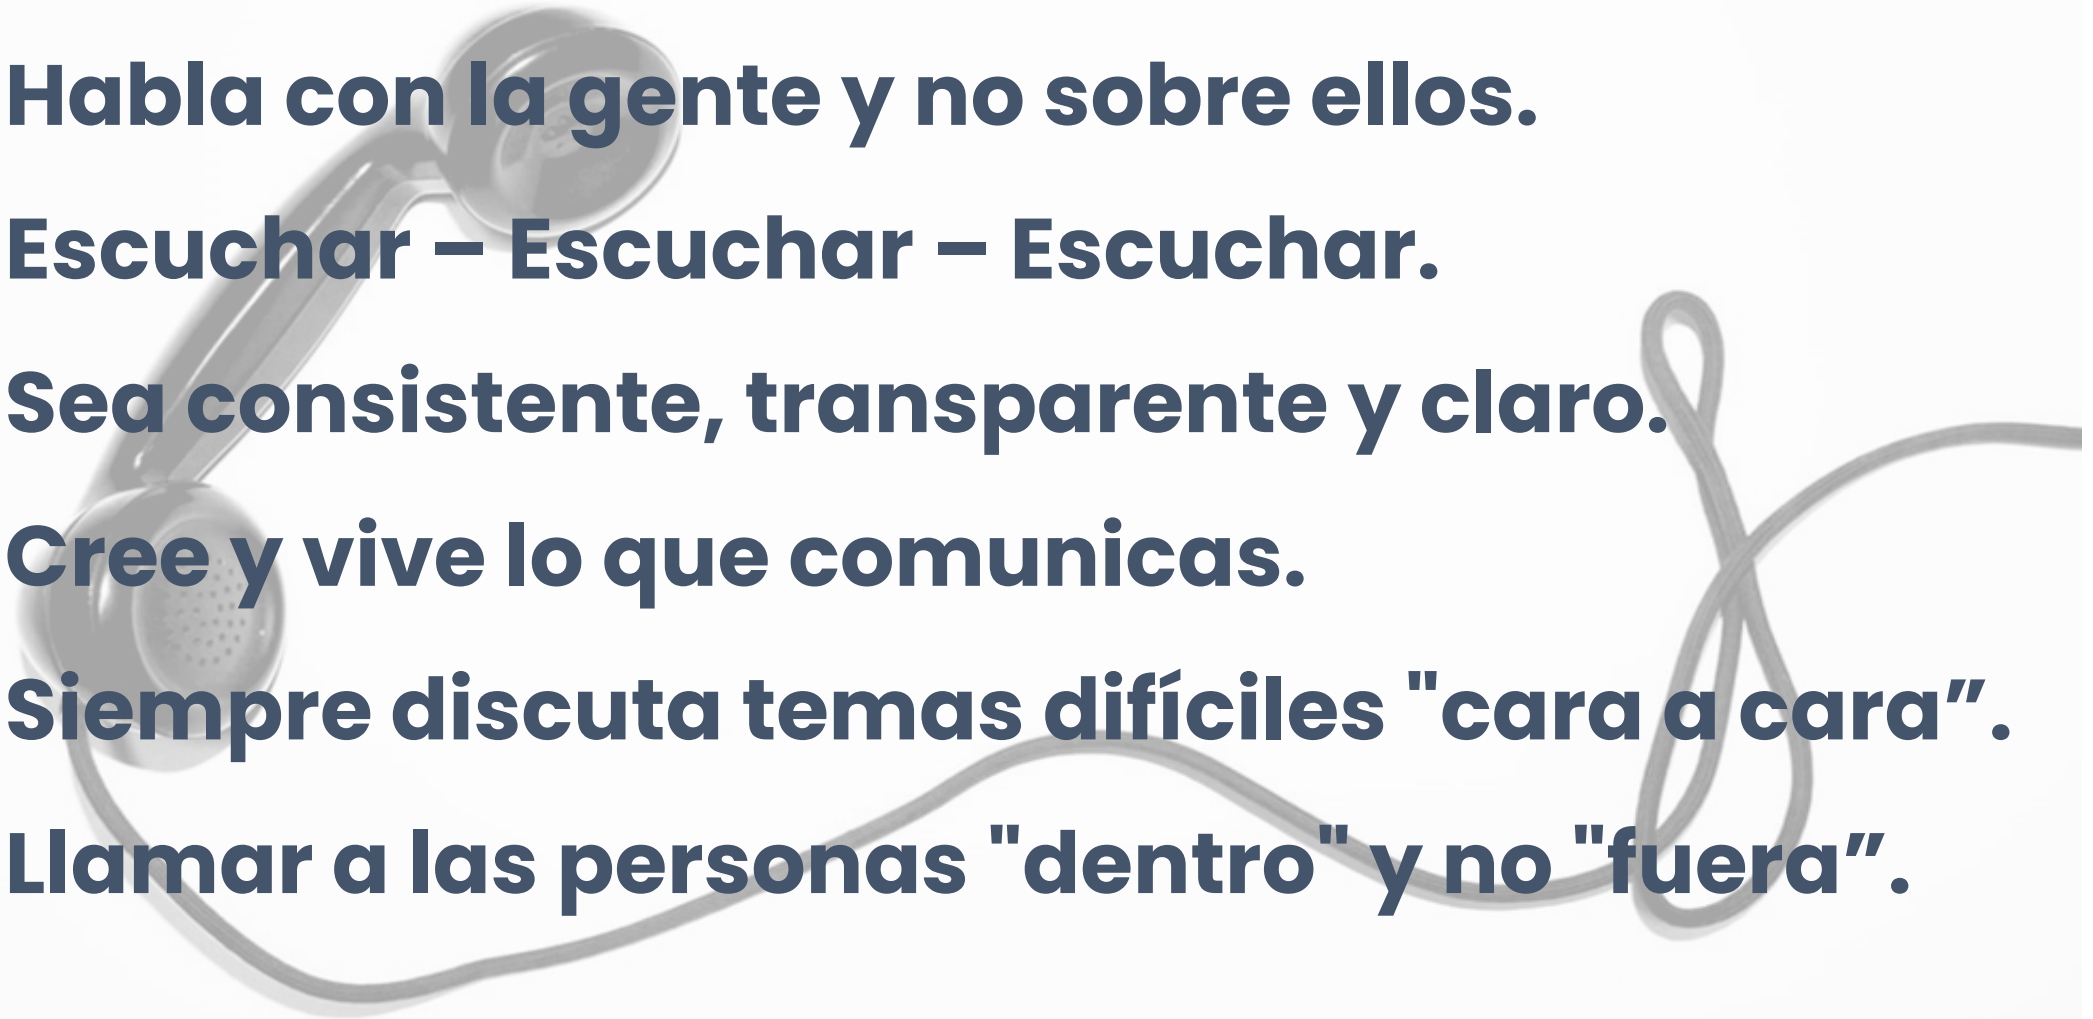 Habla con la gente y no sobre ellos.
Escuchar – Escuchar – Escuchar.
Sea consistente, transparente y claro.
Cree y vive lo que comunicas.
Siempre discuta temas difíciles "cara a cara”.
Llamar a las personas "dentro" y no "fuera”.